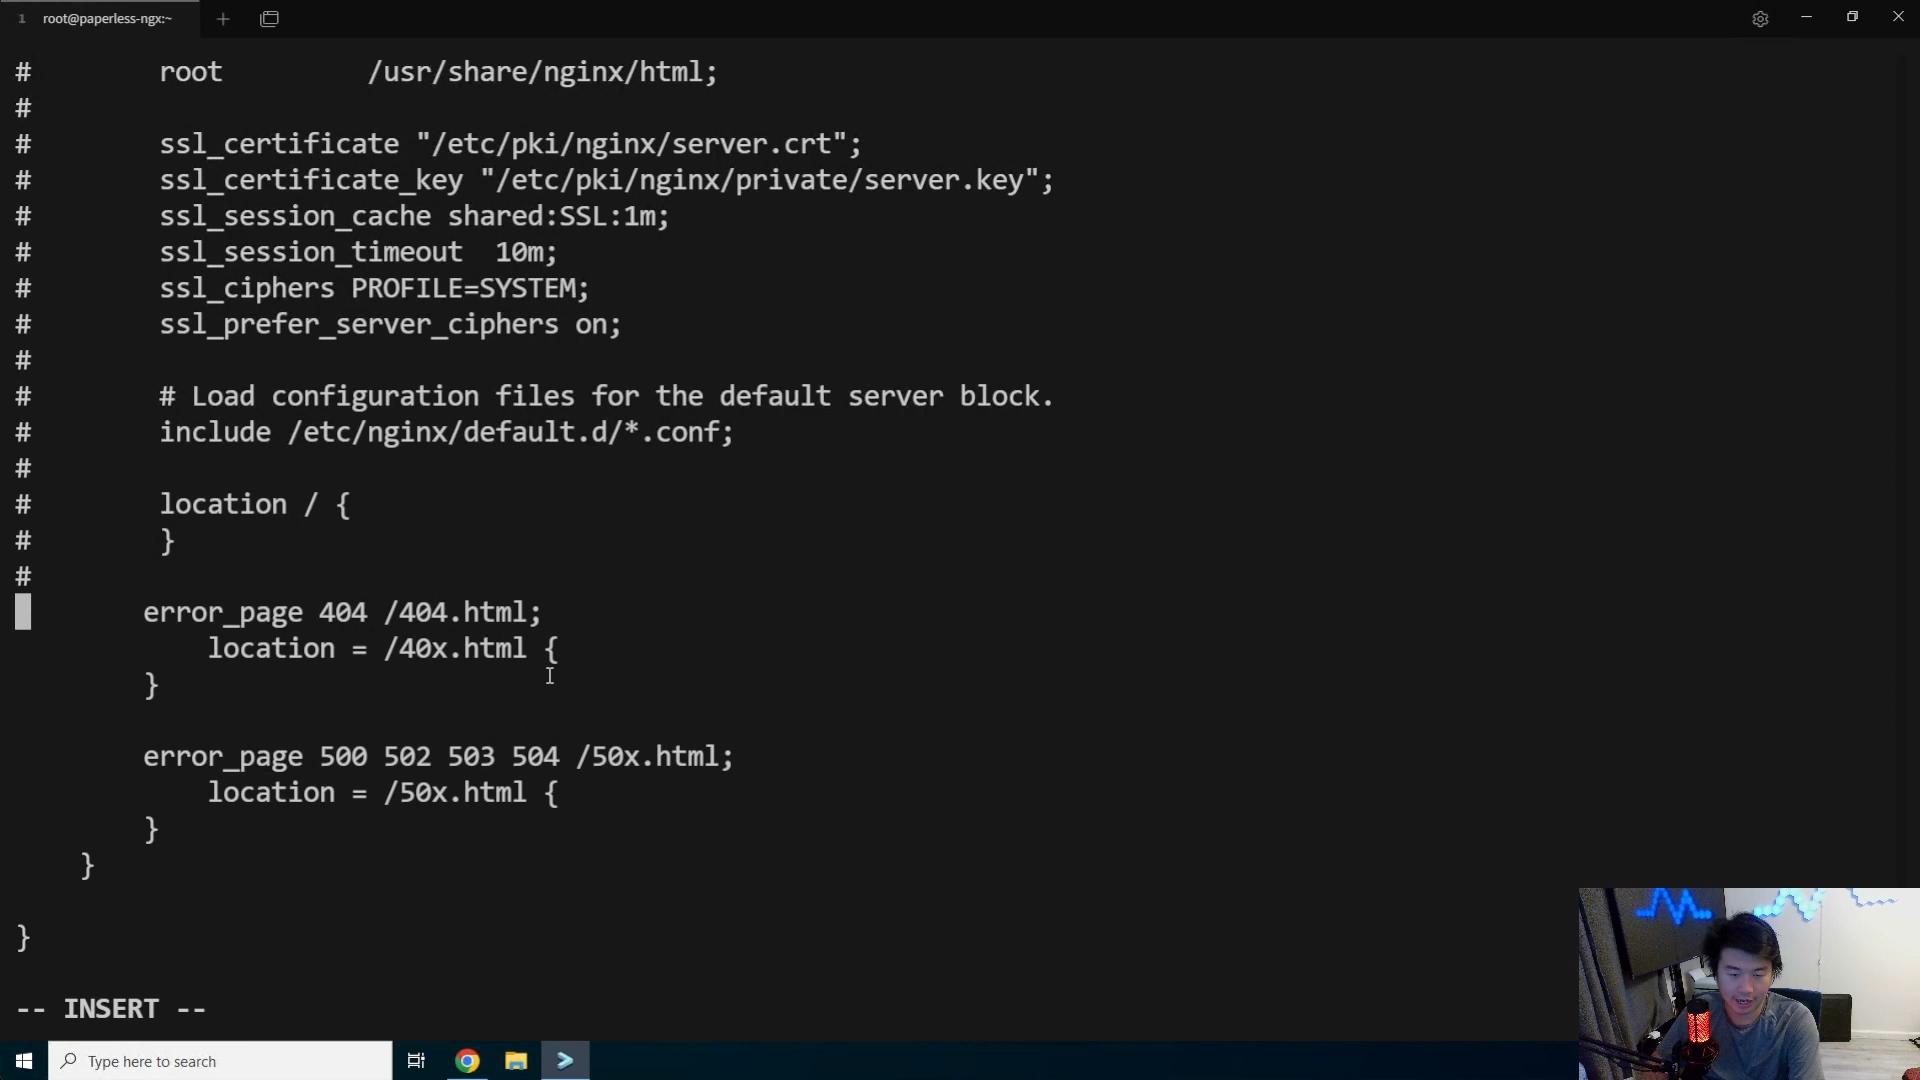 1 root@paperless-ngx:~
# root /usr/share/nginx/html;
#
# ssl_certificate "/etc/pki/nginx/server.crt";
# ssl_certificate_key "/etc/pki/nginx/private/server.key";
# ssl_session_cache shared:SSL:1m;
# ssl_session_timeout  10m;
# ssl_ciphers PROFILE=SYSTEM;
# ssl_prefer_server_ciphers on;
#
# # Load configuration files for the default server block.
# include /etc/nginx/default.d/*.conf;
#
# location / {
# }
#
error_page 404 /404.html;
location = /40x.html {
}
error_page 500 502 503 504 /50x.html;
location = /50x.html {
}
}
}
-- INSERT --
Type here to search